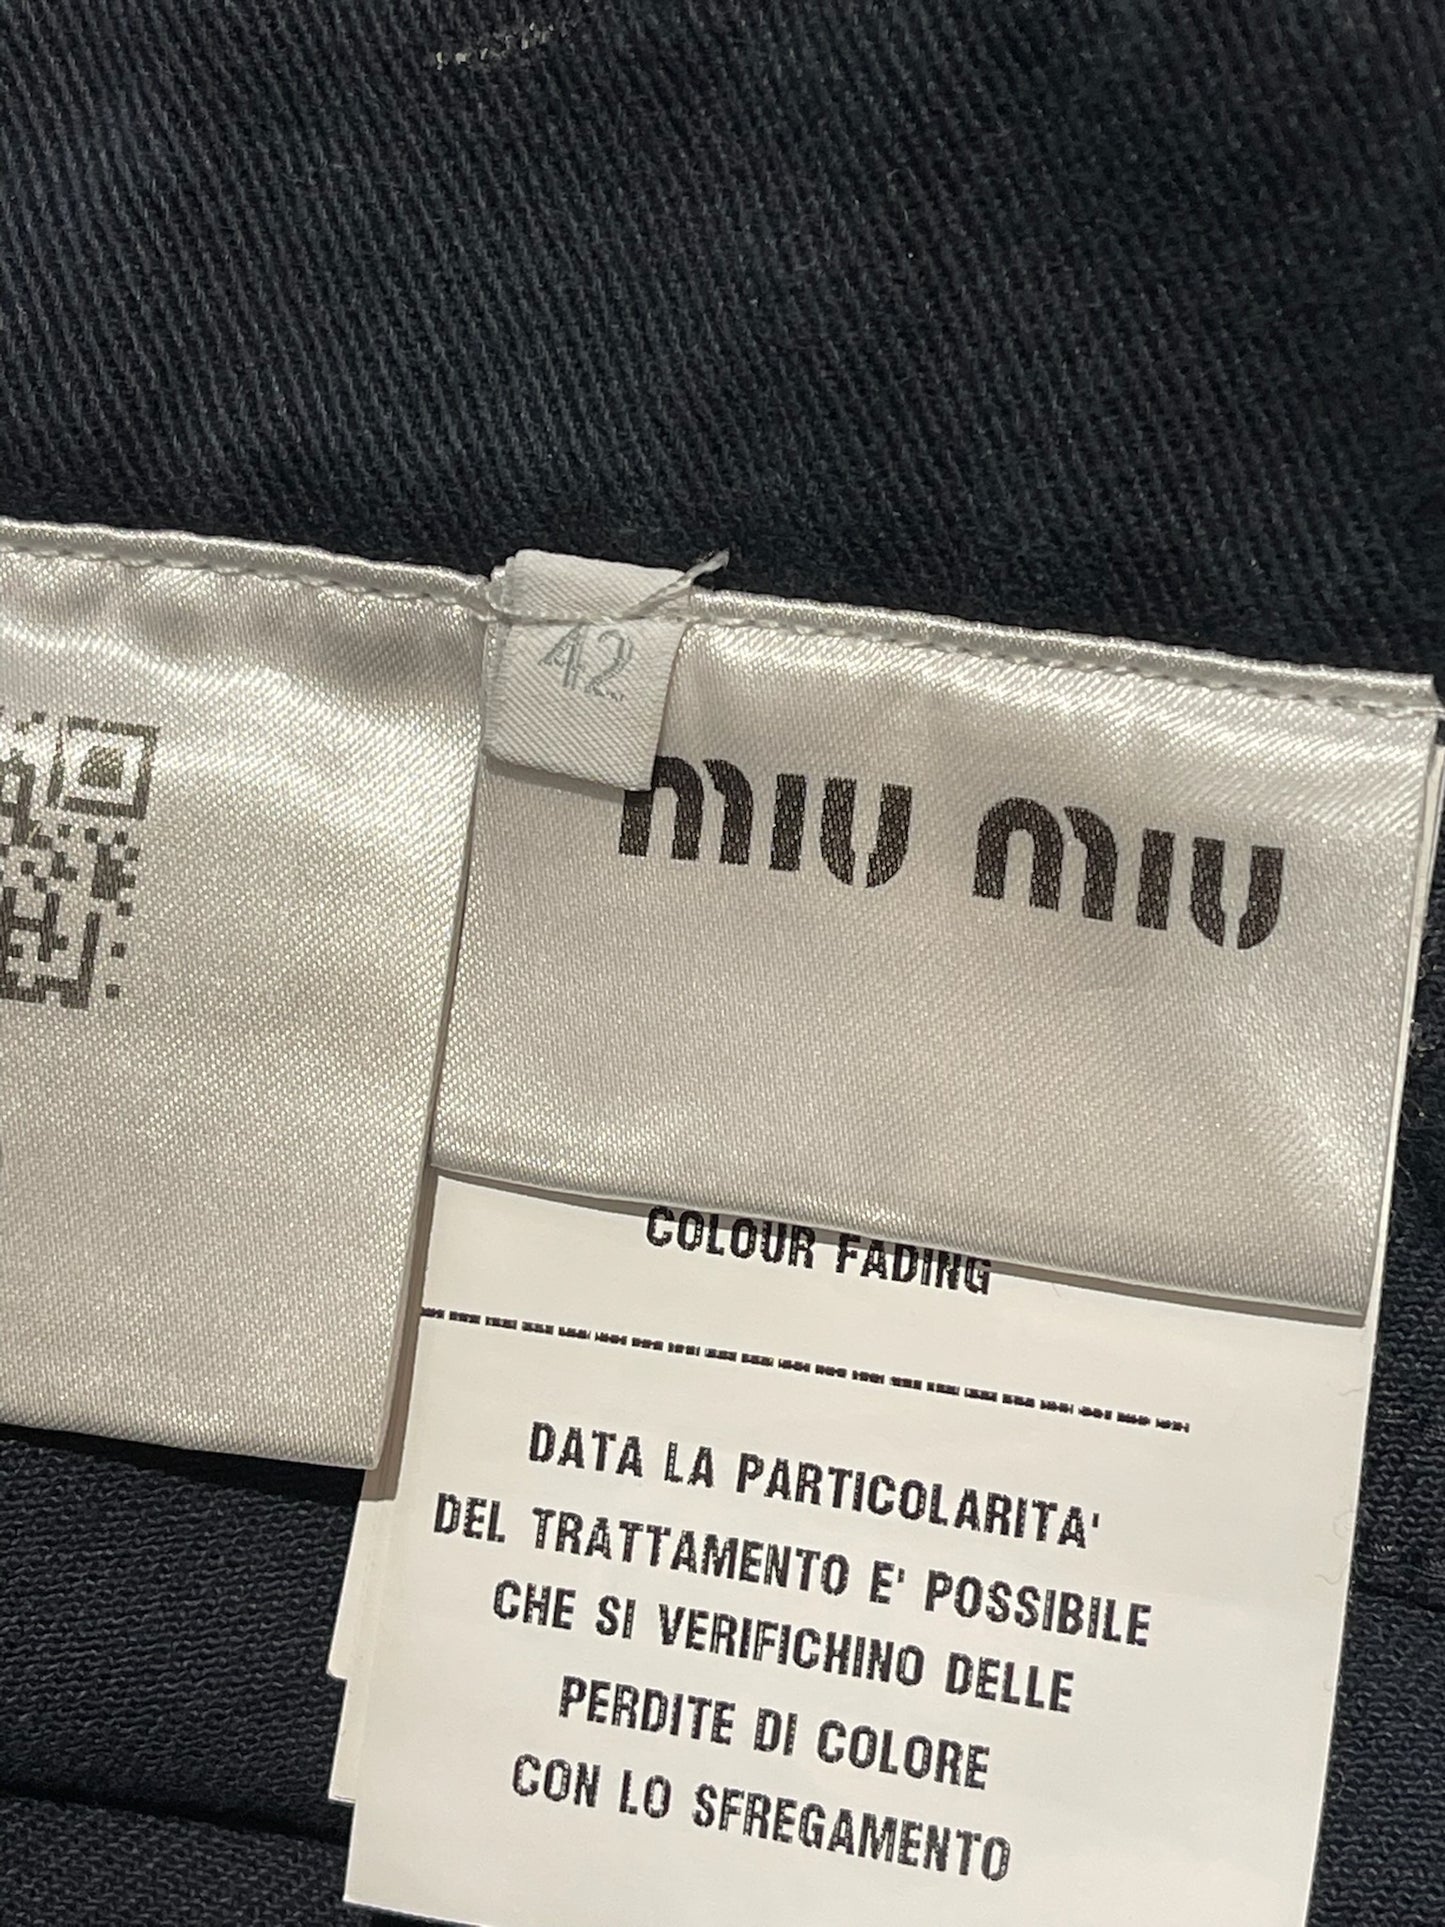 42
miu miu
COLOUR FADING
DATA LA PARTICOLARITA'
DEL TRATTAMENTO E' POSSIBILE
CHE SI VERIFICHINO DELLE
PERDITE DI COLORE
CON LO SFREGAMENTO